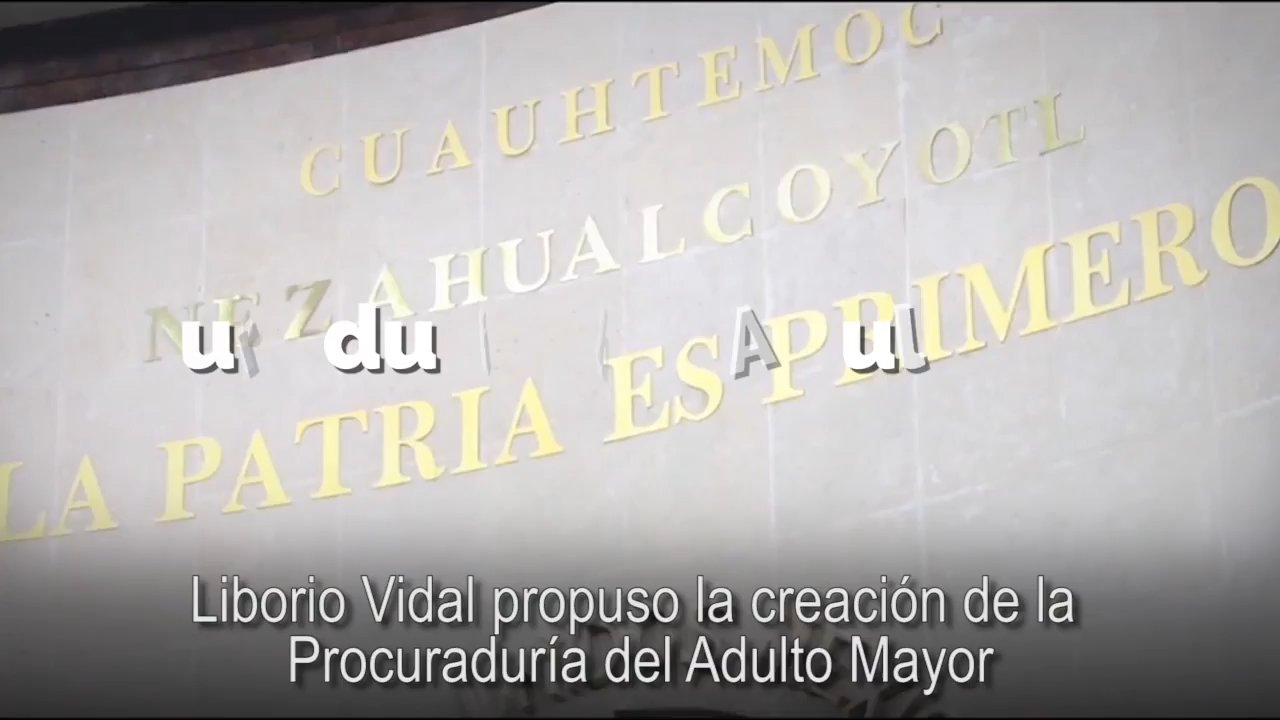 CUAUHTEMOC
NEZAHUALCOYOTL
LA PATRIA ES PRIMERO
Liborio Vidal propuso la creación de la
Procuraduría del Adulto Mayor